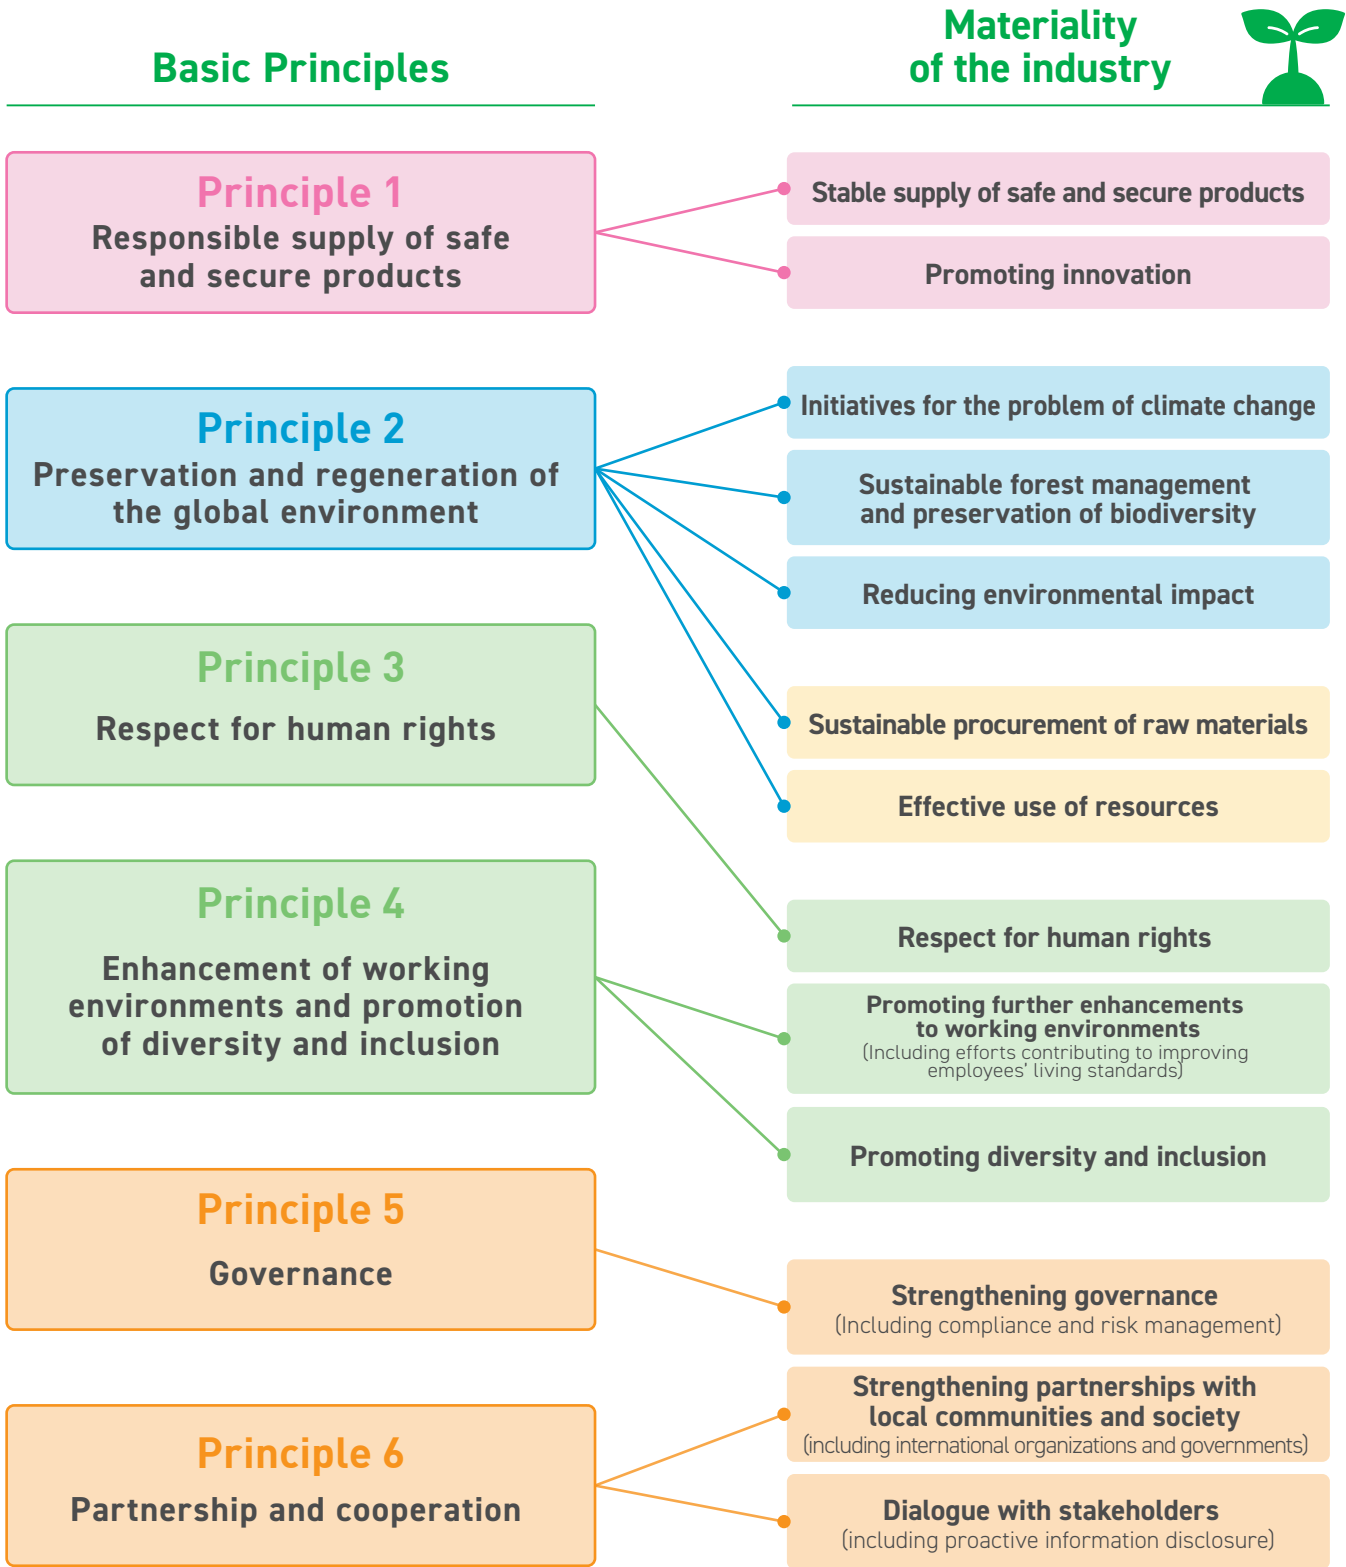 Basic Principles
Materiality
of the industry
Principle 1
Responsible supply of safe
and secure products
Stable supply of safe and secure products
Promoting innovation
Principle 2
Preservation and regeneration of
the global environment
Initiatives for the problem of climate change
Sustainable forest management
and preservation of biodiversity
Reducing environmental impact
Sustainable procurement of raw materials
Effective use of resources
Principle 3
Respect for human rights
Respect for human rights
Principle 4
Enhancement of working
environments and promotion
of diversity and inclusion
Promoting further enhancements
to working environments
(Including efforts contributing to improving
employees’ living standards)
Promoting diversity and inclusion
Principle 5
Governance
Strengthening governance
(Including compliance and risk management)
Principle 6
Partnership and cooperation
Strengthening partnerships with
local communities and society
(including international organizations and governments)
Dialogue with stakeholders
(including proactive information disclosure)